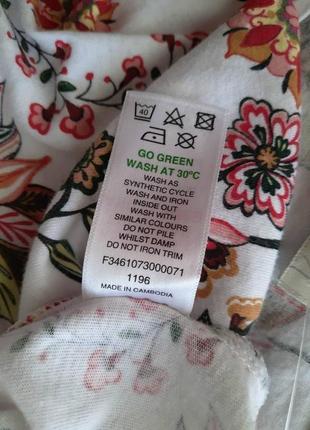 40
GO GREEN
WASH AT 30ºC
WASH AS
SYNTHETIC CYCLE
WASH AND IRON
INSIDE OUT
WASH WITH
SIMILAR COLOURS
DO NOT PILE
WHILST DAMP
DO NOT IRON TRIM
F3461073000071
1196
MADE IN CAMBODIA